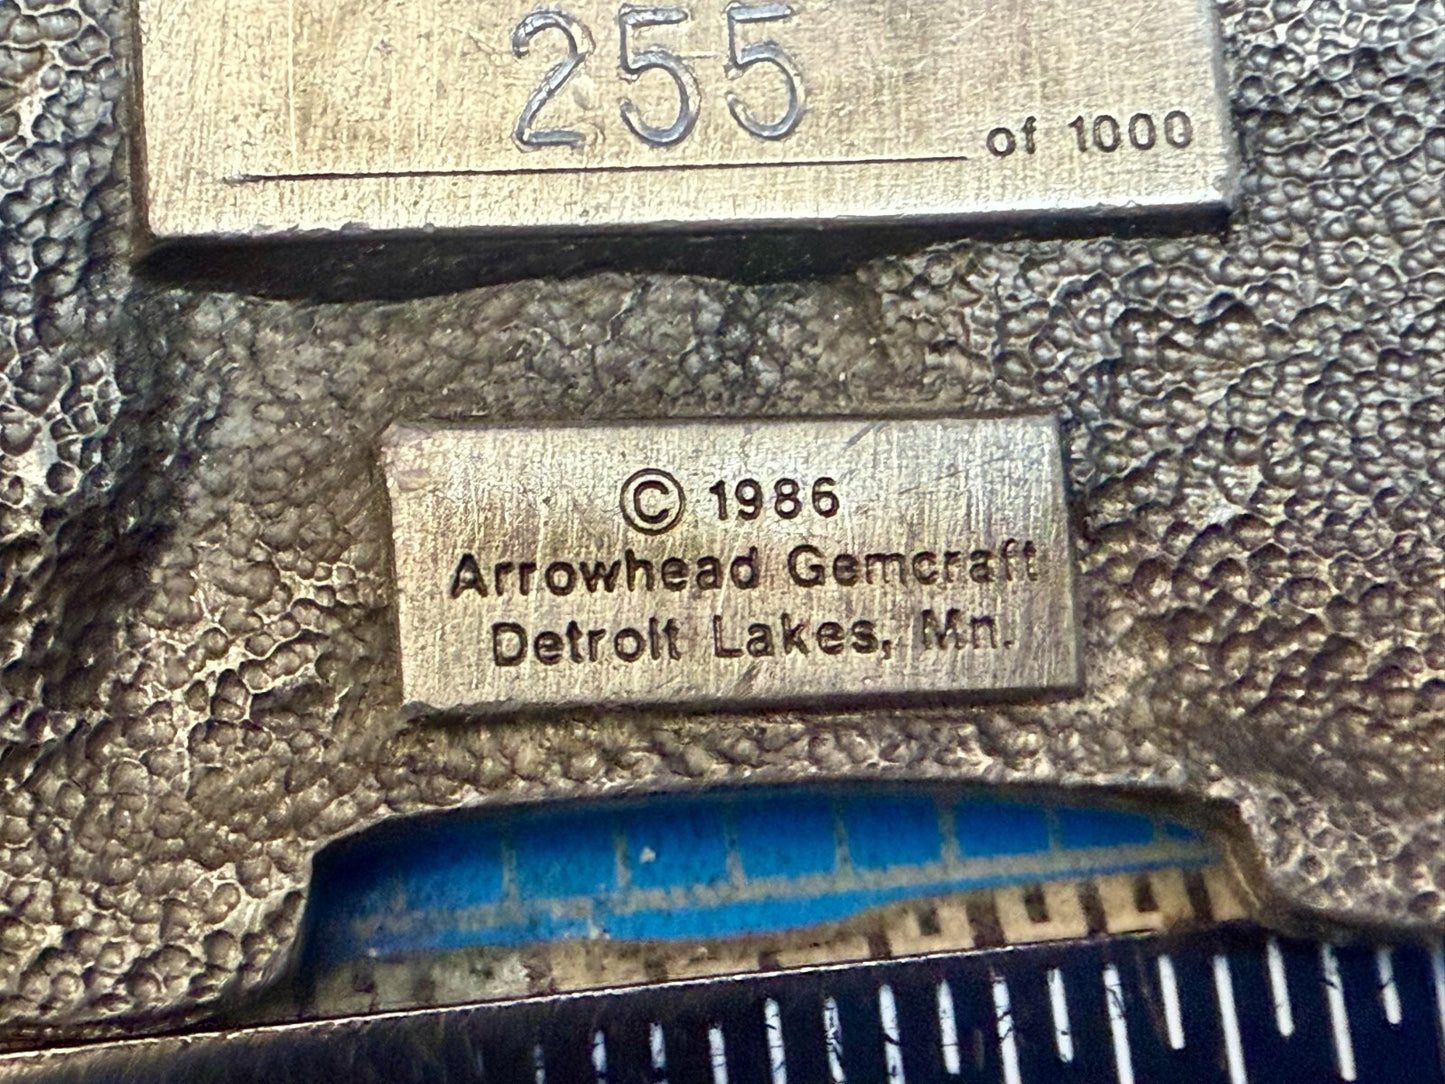 255 of 1000
© 1986
Arrowhead Gemcraft
Detroit Lakes, Mn.